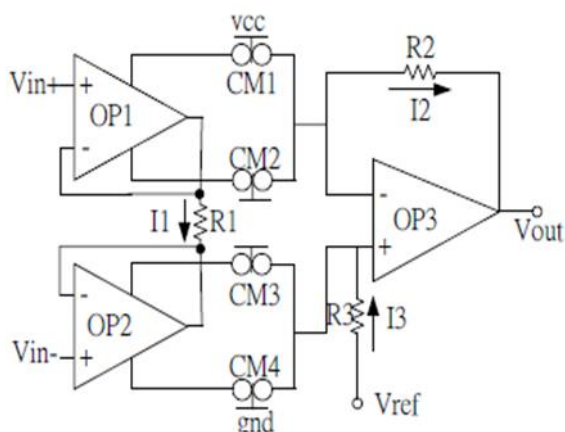 vcc
R2
Vin+
+
OP1
-
CM1
I2
CM2
-
OP3
+
Vout
I1
R1
-
OP2
+
Vin-
CM3
R3
I3
CM4
gnd
Vref